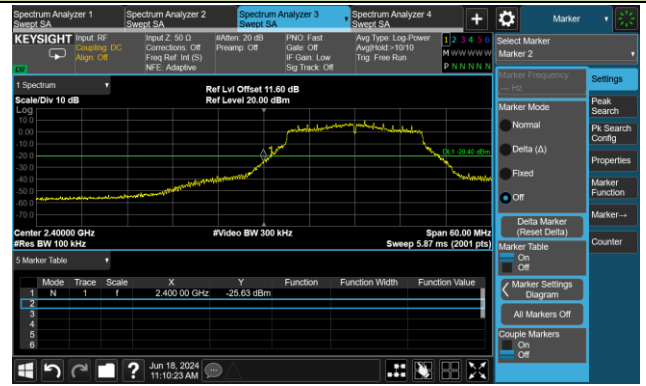 Spectrum Analyzer 1
Swept SA
Spectrum Analyzer 2
Swept SA
Spectrum Analyzer 3
Swept SA
Spectrum Analyzer 4
Swept SA
+
Marker
KEYSIGHT
Input: RF
Coupling: DC
Align: Off
Input Z: 50 Ω
Corrections: Off
Freq Ref: Int (S)
NFE: Adaptive
#Atten: 20 dB
Preamp: Off
PNO: Fast
Gate: Off
IF Gain: Low
Sig Track: Off
Avg Type: Log-Power
Avg|Hold:>10/10
Trig: Free Run
1 2 3 4 5 6
M W W W W W
P N N N N N
Select Marker
Marker 2
1 Spectrum
Scale/Div 10 dB
Ref Lvl Offset 11.60 dB
Ref Level 20.00 dBm
Log
10.0
0.00
-10.0
-20.0
-30.0
-40.0
-50.0
-60.0
-70.0
1
DL1 -20.40 dBm
Center 2.40000 GHz
#Res BW 100 kHz
#Video BW 300 kHz
Span 60.00 MHz
Sweep 5.87 ms (2001 pts)
5 Marker Table
Mode Trace Scale X Y Function Function Width Function Value
1 N 1 f 2.400 00 GHz -25.63 dBm
2
3
4
5
6
Marker Frequency
--- Hz
Marker Mode
Normal
Delta (Δ)
Fixed
Off
Delta Marker
(Reset Delta)
Marker Table
On
Off
Marker Settings
Diagram
All Markers Off
Couple Markers
On
Off
Settings
Peak
Search
Pk Search
Config
Properties
Marker
Function
Marker→
Counter
?
Jun 18, 2024
11:10:23 AM